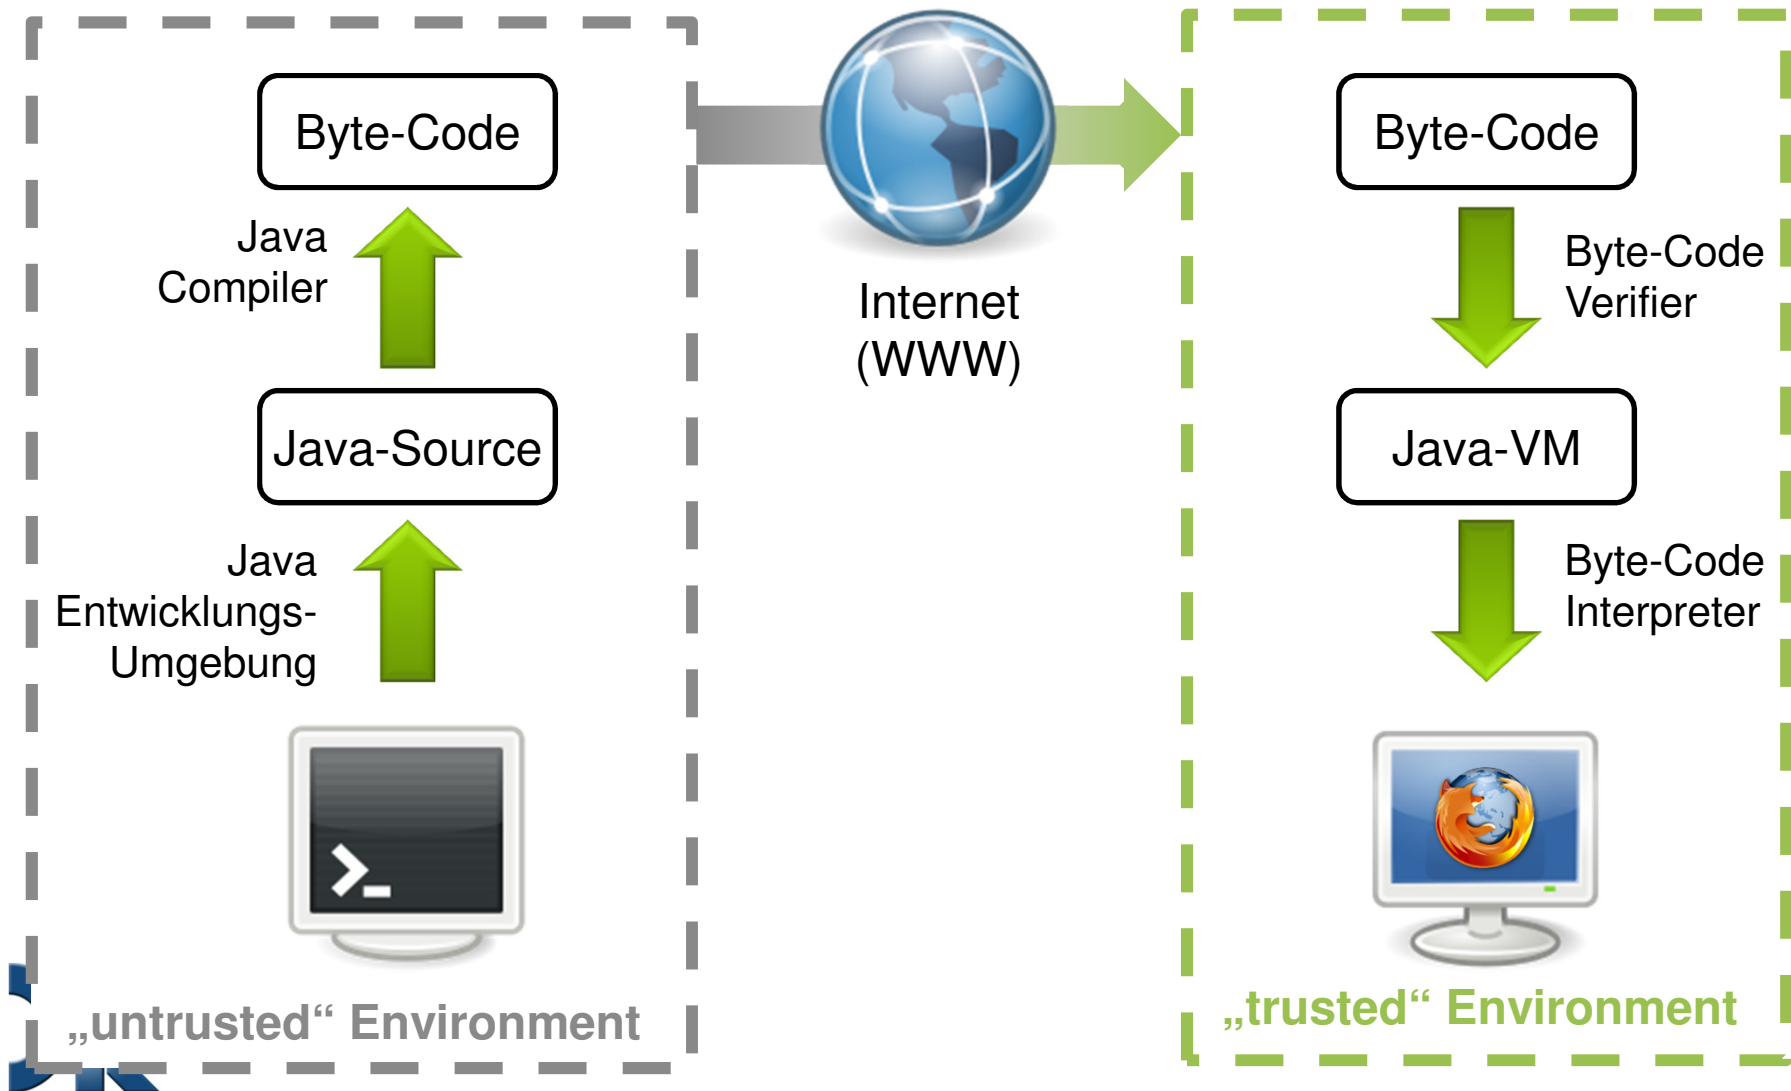 Byte-Code
Java
Compiler
Java-Source
Java
Entwicklungs-
Umgebung
>_
„untrusted“ Environment
Internet
(WWW)
Byte-Code
Byte-Code
Verifier
Java-VM
Byte-Code
Interpreter
„trusted“ Environment